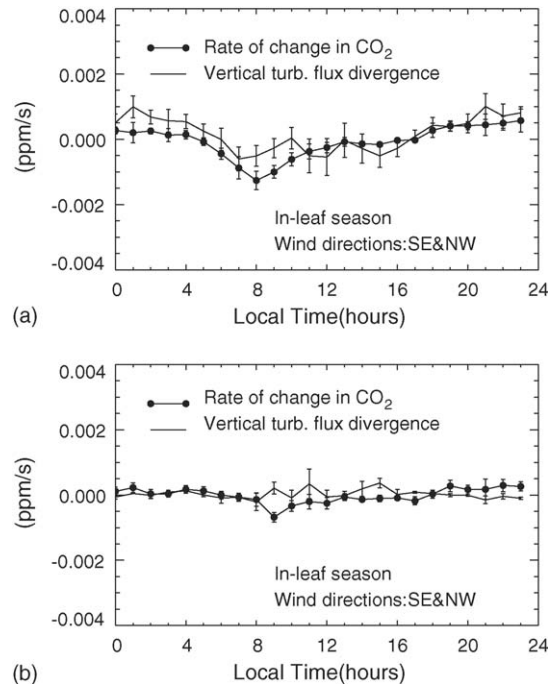 0.004
0.002
0.000
-0.002
-0.004
(ppm/s)
Rate of change in CO₂
Vertical turb. flux divergence
In-leaf season
Wind directions:SE&NW
0 4 8 12 16 20 24
(a) Local Time(hours)
0.004
0.002
0.000
-0.002
-0.004
(ppm/s)
Rate of change in CO₂
Vertical turb. flux divergence
In-leaf season
Wind directions:SE&NW
0 4 8 12 16 20 24
(b) Local Time(hours)